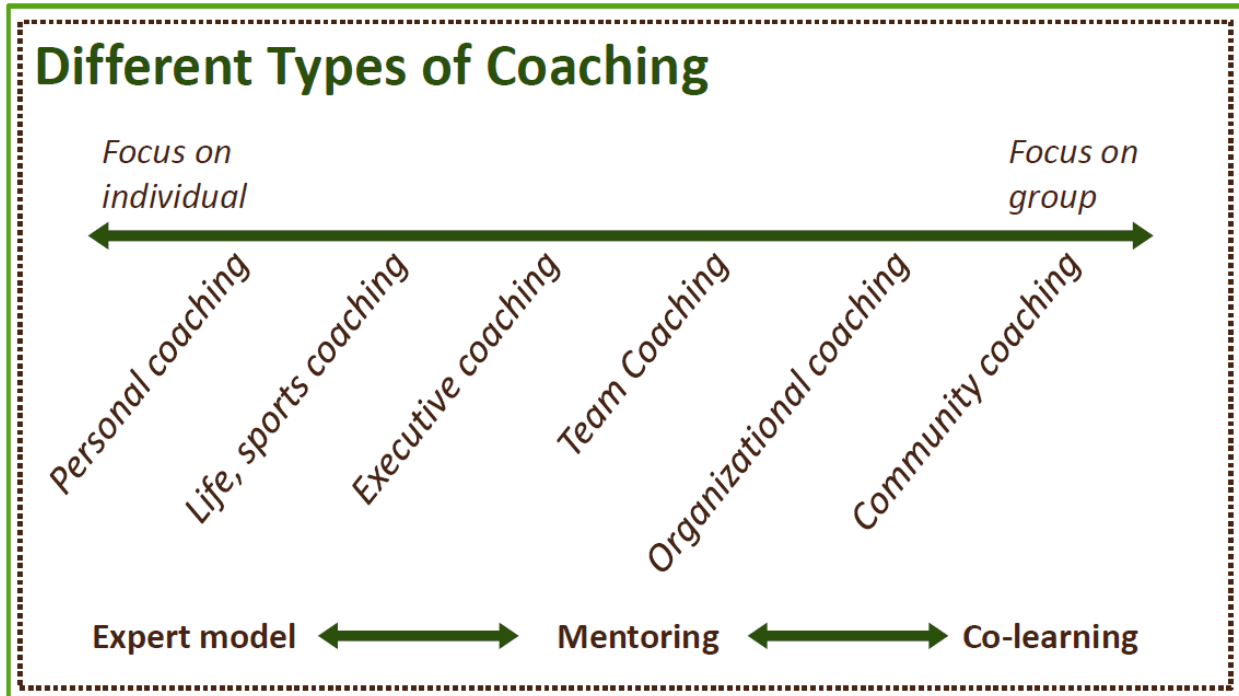 Different Types of Coaching
Focus on
individual
Focus on
group
Personal coaching
Life, sports coaching
Executive coaching
Team Coaching
Organizational coaching
Community coaching
Expert model
Mentoring
Co-learning